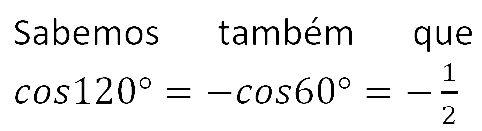 Sabemos também que
cos120° = −cos60° = −1/2